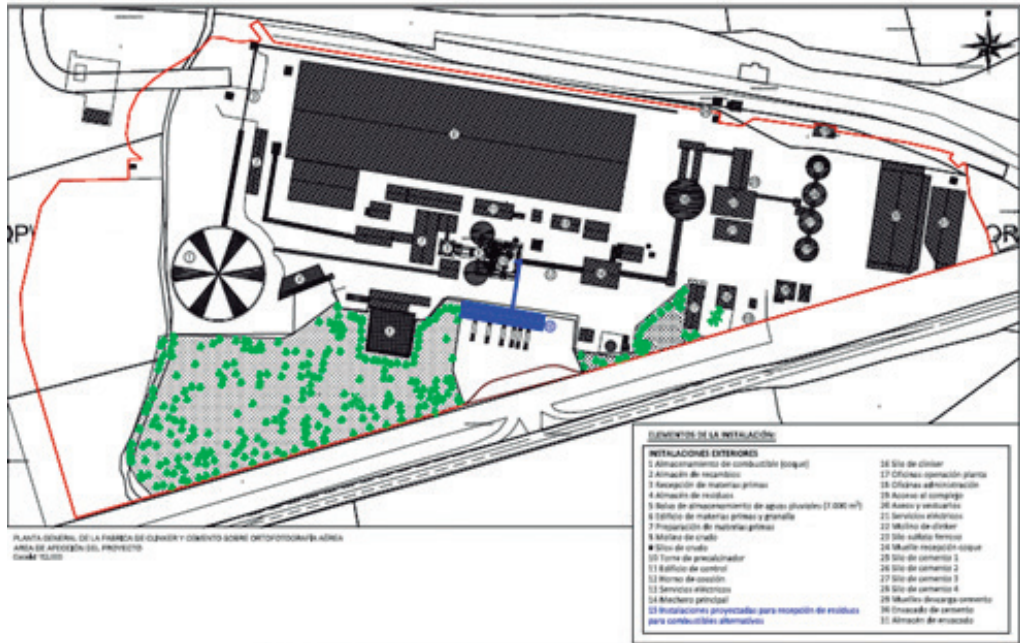 ELEMENTOS DE LA INSTALACIÓN:
INSTALACIONES EXTERIORES
1 Almacenamiento de combustible (coque)
2 Almacén de recambios
3 Recepción de materias primas
4 Almacén de residuos
5 Balsa de almacenamiento de aguas pluviales (7.000 m³)
6 Edificio de materias primas y granalla
7 Preparación de materias primas
8 Molino de crudo
Silos de crudo
10 Torre de precalcinador
11 Edificio de control
12 Horno de cocción
13 Servicios eléctricos
14 Mechero principal
15 Instalaciones proyectadas para recepción de residuos
para combustibles alternativos
16 Silo de clinker
17 Oficinas operación planta
18 Oficinas administración
19 Acceso al complejo
20 Aseos y vestuarios
21 Servicios eléctricos
22 Molino de clinker
23 Silo sulfato ferroso
24 Muelle recepción coque
25 Silo de cemento 1
26 Silo de cemento 2
27 Silo de cemento 3
28 Silo de cemento 4
29 Muelles descarga cemento
30 Ensacado de cemento
31 Almacén de ensacado
PLANTA GENERAL DE LA FABRICA DE CLINKER Y CEMENTO SOBRE ORTOFOTOGRAFÍA AÉREA
AREA DE AFECCIÓN DEL PROYECTO